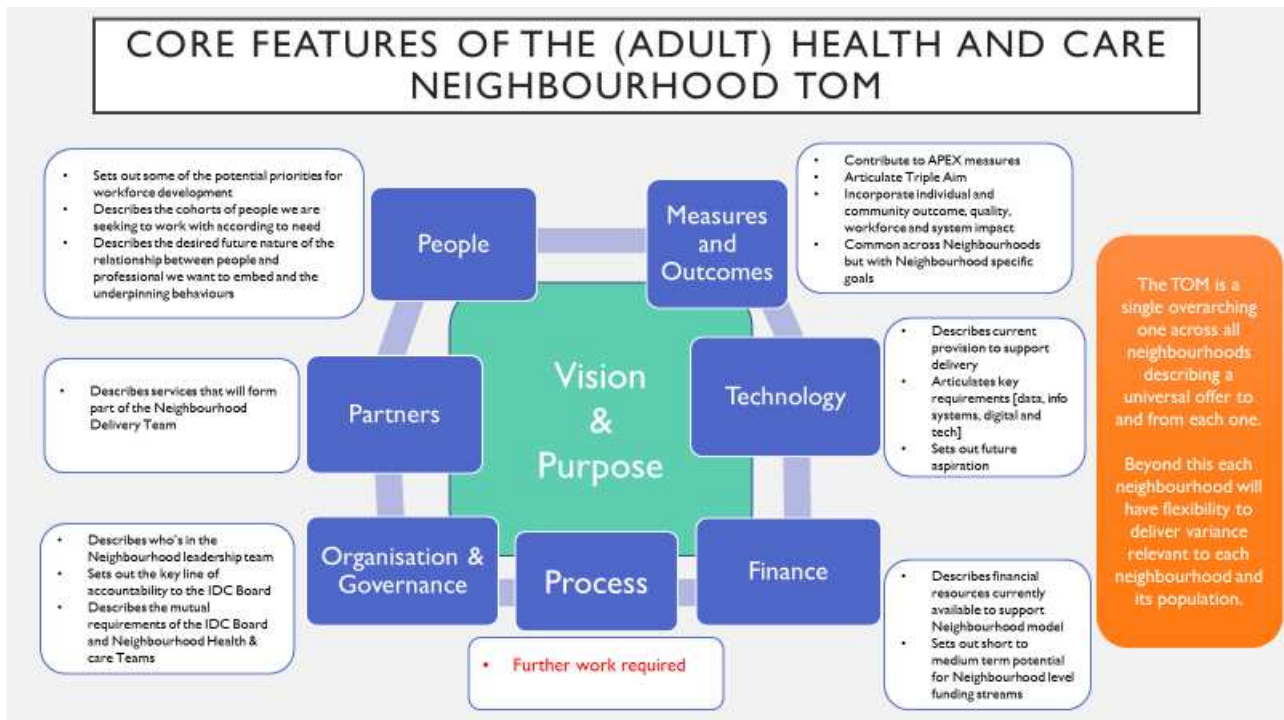 CORE FEATURES OF THE (ADULT) HEALTH AND CARE
NEIGHBOURHOOD TOM
• Sets out some of the potential priorities for
workforce development
• Describes the cohorts of people we are
seeking to work with according to need
• Describes the desired future nature of the
relationship between people and
professional we want to embed and the
underpinning behaviours
People
Measures
and
Outcomes
• Contribute to APEX measures
• Articulate Triple Aim
• Incorporate individual and
community outcome, quality,
workforce and system impact
• Common across Neighbourhoods
but with Neighbourhood specific
goals
• Describes services that will form
part of the Neighbourhood
Delivery Team
Partners
Vision
&
Purpose
Technology
• Describes current
provision to support
delivery
• Articulates key
requirements [data, info
systems, digital and
tech]
• Sets out future
aspiration
The TOM is a
single overarching
one across all
neighbourhoods
describing a
universal offer to
and from each one.
Beyond this each
neighbourhood will
have flexibility to
deliver variance
relevant to each
neighbourhood and
its population.
• Describes who's in the
Neighbourhood leadership team
• Sets out the key line of
accountability to the IDC Board
• Describes the mutual
requirements of the IDC Board
and Neighbourhood Health &
care Teams
Organisation &
Governance
Process
Finance
• Further work required
• Describes financial
resources currently
available to support
Neighbourhood model
• Sets out short to
medium term potential
for Neighbourhood level
funding streams